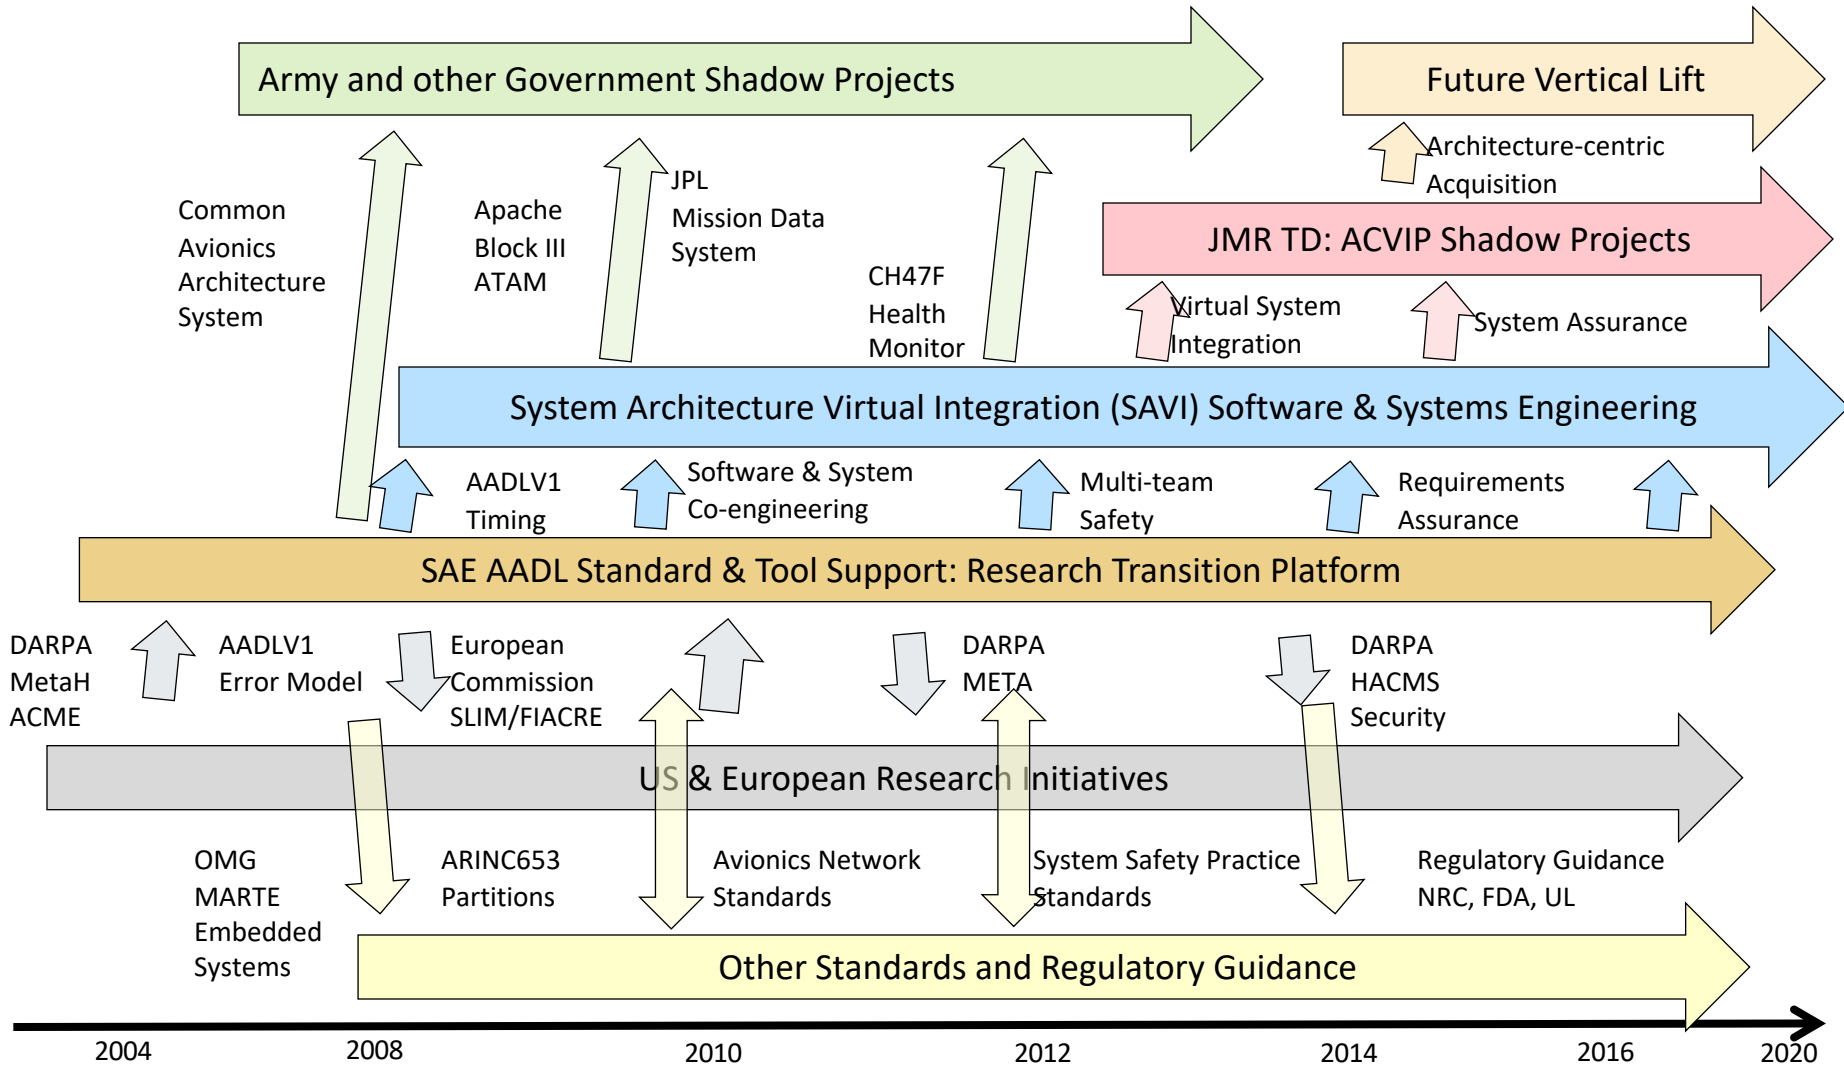 Army and other Government Shadow Projects
Future Vertical Lift
Architecture-centric
Acquisition
Common
Avionics
Architecture
System
Apache
Block III
ATAM
JPL
Mission Data
System
CH47F
Health
Monitor
JMR TD: ACVIP Shadow Projects
Virtual System
Integration
System Assurance
System Architecture Virtual Integration (SAVI) Software & Systems Engineering
AADLV1
Timing
Software & System
Co-engineering
Multi-team
Safety
Requirements
Assurance
SAE AADL Standard & Tool Support: Research Transition Platform
DARPA
MetaH
ACME
AADLV1
Error Model
European
Commission
SLIM/FIACRE
DARPA
META
DARPA
HACMS
Security
US & European Research Initiatives
OMG
MARTE
Embedded
Systems
ARINC653
Partitions
Avionics Network
Standards
System Safety Practice
Standards
Regulatory Guidance
NRC, FDA, UL
Other Standards and Regulatory Guidance
2004
2008
2010
2012
2014
2016
2020